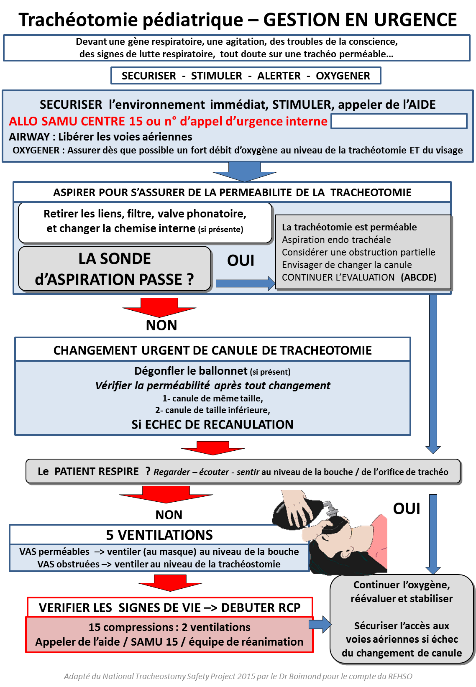 Trachéotomie pédiatrique – GESTION EN URGENCE
Devant une gêne respiratoire, une agitation, des troubles de la conscience,
des signes de lutte respiratoire, tout doute sur une trachéo perméable…
SECURISER - STIMULER - ALERTER - OXYGENER
SECURISER l'environnement immédiat, STIMULER, appeler de l'AIDE
ALLO SAMU CENTRE 15 ou n° d'appel d'urgence interne
AIRWAY : Libérer les voies aériennes
OXYGENER : Assurer dès que possible un fort débit d'oxygène au niveau de la trachéotomie ET du visage
ASPIRER POUR S'ASSURER DE LA PERMEABILITE DE LA TRACHEOTOMIE
Retirer les liens, filtre, valve phonatoire,
et changer la chemise interne (si présente)
LA SONDE
d'ASPIRATION PASSE ?
OUI
La trachéotomie est perméable
Aspiration endo trachéale
Considérer une obstruction partielle
Envisager de changer la canule
CONTINUER L'EVALUATION (ABCDE)
NON
CHANGEMENT URGENT DE CANULE DE TRACHEOTOMIE
Dégonfler le ballonnet (si présent)
Vérifier la perméabilité après tout changement
1- canule de même taille,
2- canule de taille inférieure,
Si ECHEC DE RECANULATION
Le PATIENT RESPIRE ? Regarder – écouter - sentir au niveau de la bouche / de l'orifice de trachéo
NON
OUI
5 VENTILATIONS
VAS perméables –> ventiler (au masque) au niveau de la bouche
VAS obstruées –> ventiler au niveau de la trachéostomie
VERIFIER LES SIGNES DE VIE –> DEBUTER RCP
15 compressions : 2 ventilations
Appeler de l'aide / SAMU 15 / équipe de réanimation
Continuer l'oxygène,
réévaluer et stabiliser
Sécuriser l'accès aux
voies aériennes si échec
du changement de canule
Adapté du National Tracheostumy Safety Project 2015 par le Dr Raimond pour le compte du REHSO